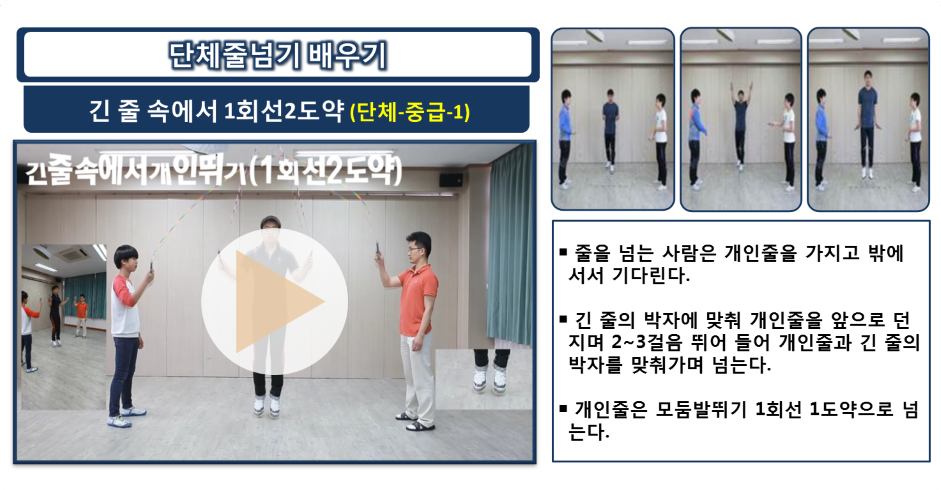 단체줄넘기 배우기
긴 줄 속에서 1회선2도약 (단체-중급-1)
긴줄속에서개인뛰기(1회선2도약)
▪ 줄을 넘는 사람은 개인줄을 가지고 밖에
서서 기다린다.
▪ 긴 줄의 박자에 맞춰 개인줄을 앞으로 던
지며 2~3걸음 뛰어 들어 개인줄과 긴 줄의
박자를 맞춰가며 넘는다.
▪ 개인줄은 모둠발뛰기 1회선 1도약으로 넘
는다.